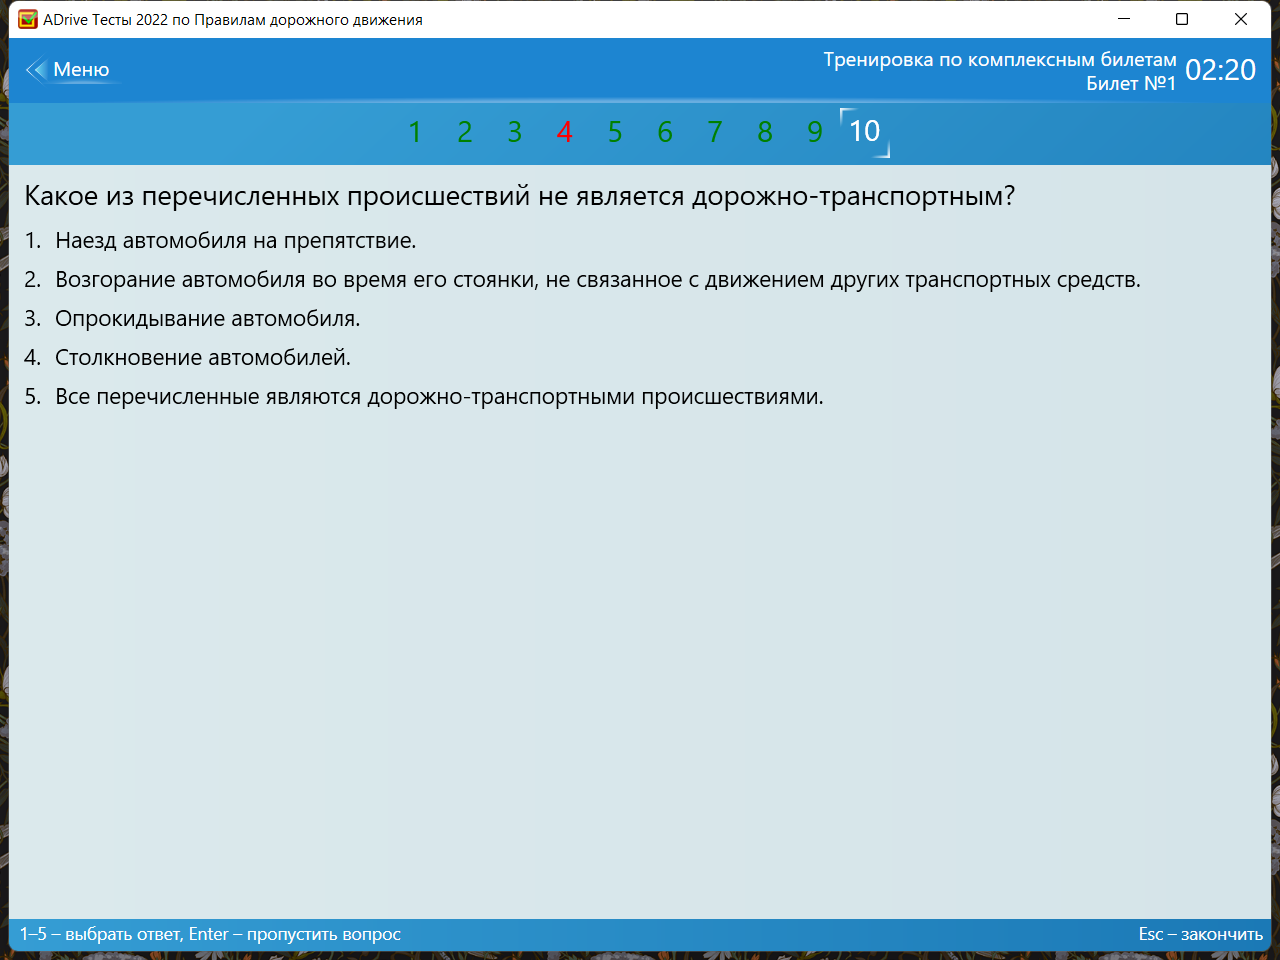 ADrive Тесты 2022 по Правилам дорожного движения
Меню
Тренировка по комплексным билетам
Билет №1
02:20
1 2 3 4 5 6 7 8 9 10
Какое из перечисленных происшествий не является дорожно-транспортным?
1. Наезд автомобиля на препятствие.
2. Возгорание автомобиля во время его стоянки, не связанное с движением других транспортных средств.
3. Опрокидывание автомобиля.
4. Столкновение автомобилей.
5. Все перечисленные являются дорожно-транспортными происшествиями.
1–5 – выбрать ответ, Enter – пропустить вопрос
Esc – закончить